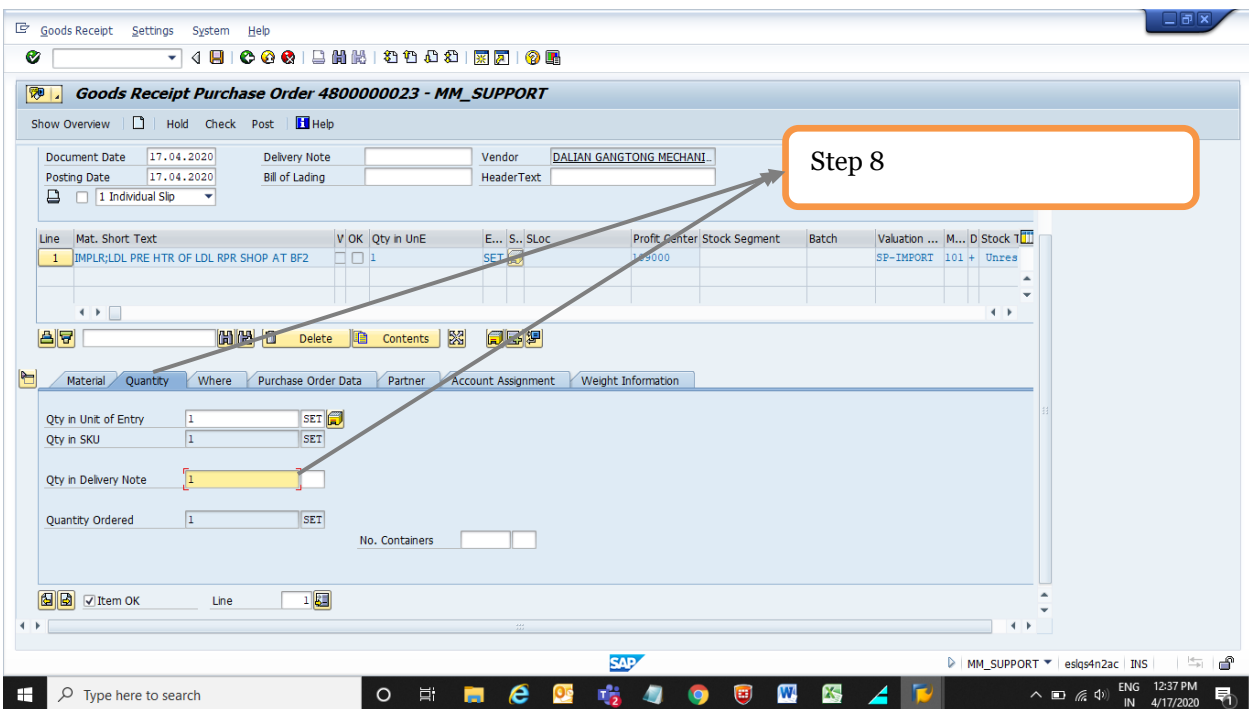 Goods Receipt Settings System Help
Goods Receipt Purchase Order 4800000023 - MM_SUPPORT
Show Overview Hold Check Post Help
Step 8
Document Date 17.04.2020 Delivery Note Vendor DALIAN GANGTONG MECHANI..
Posting Date 17.04.2020 Bill of Lading HeaderText
1 Individual Slip
Line Mat. Short Text V OK Qty in UnE E... S.. SLoc Profit Center Stock Segment Batch Valuation ... M... D Stock T
1 IMPLR;LDL PRE HTR OF LDL RPR SHOP AT BF2 1 SET 109000 SP-IMPORT 101 + Unres
Delete Contents
Material Quantity Where Purchase Order Data Partner Account Assignment Weight Information
Qty in Unit of Entry 1 SET
Qty in SKU 1 SET
Qty in Delivery Note 1
Quantity Ordered 1 SET
No. Containers
Item OK Line 1
SAP MM_SUPPORT eslqs4n2ac INS
Type here to search ENG 12:37 PM
IN 4/17/2020